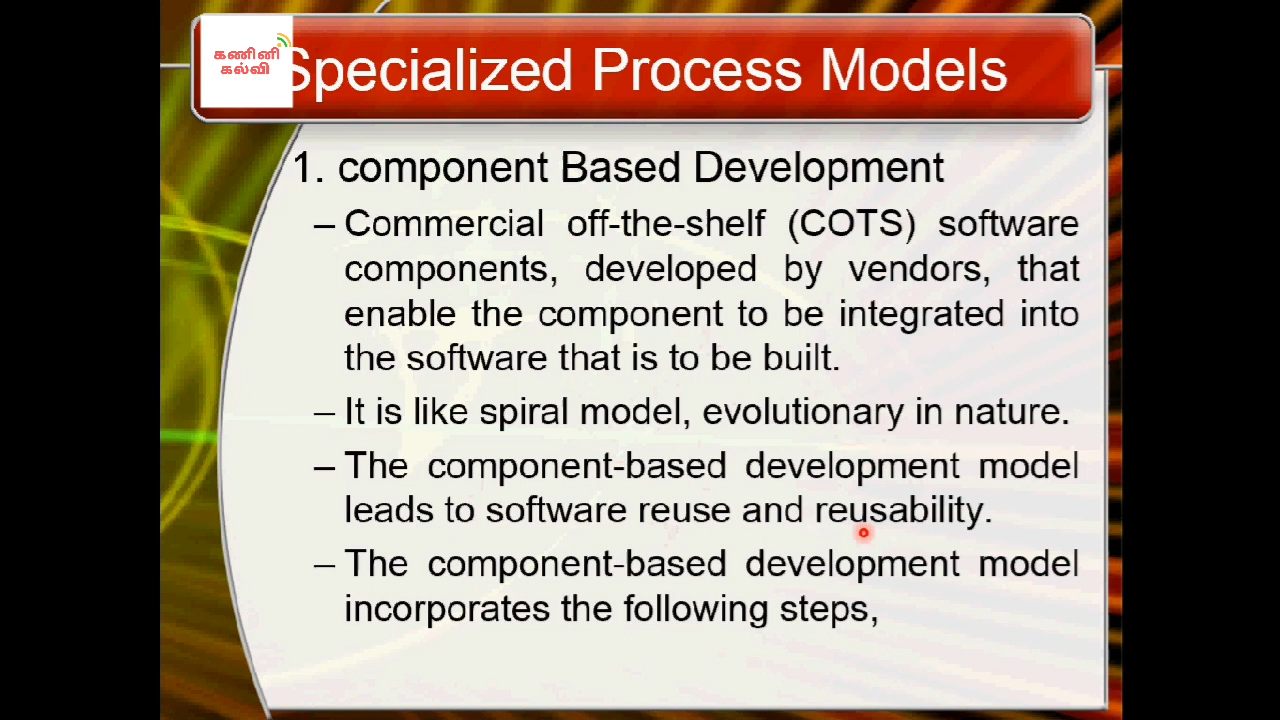 கணினி
கல்வி
Specialized Process Models
1. component Based Development
– Commercial off-the-shelf (COTS) software
components, developed by vendors, that
enable the component to be integrated into
the software that is to be built.
– It is like spiral model, evolutionary in nature.
– The component-based development model
leads to software reuse and reusability.
– The component-based development model
incorporates the following steps,